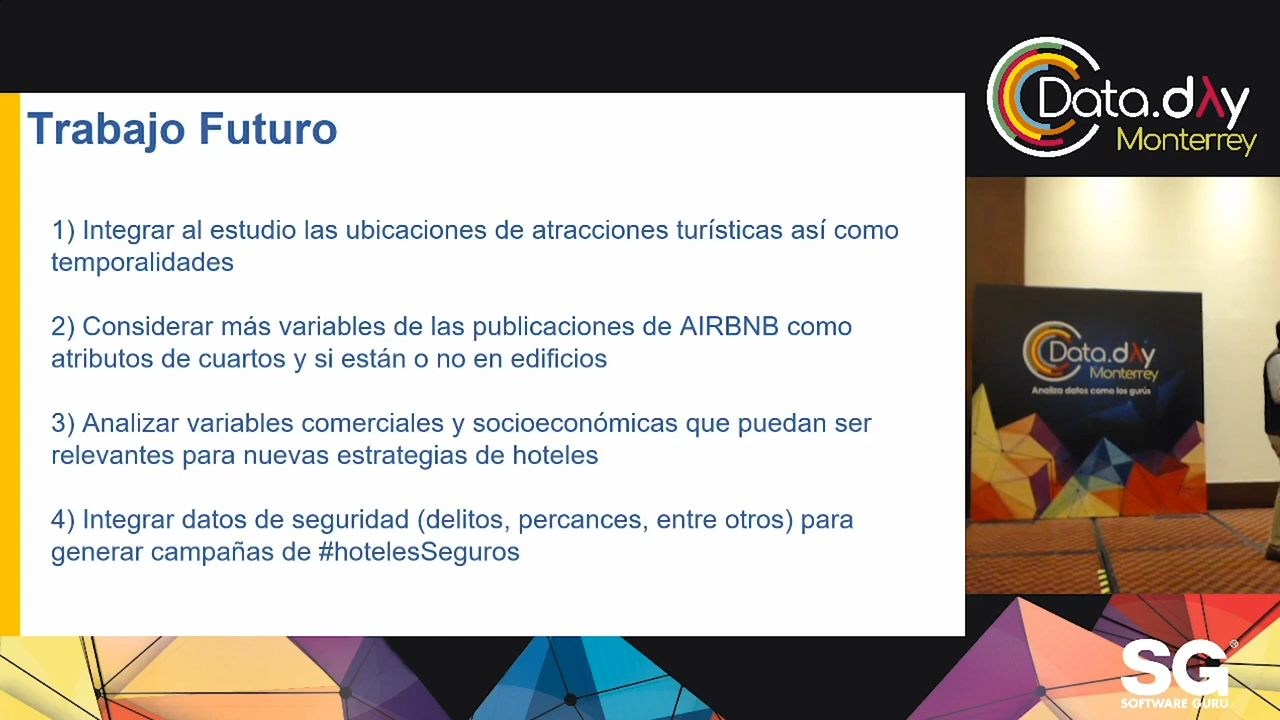 Trabajo Futuro
1) Integrar al estudio las ubicaciones de atracciones turísticas así como
temporalidades
2) Considerar más variables de las publicaciones de AIRBNB como
atributos de cuartos y si están o no en edificios
3) Analizar variables comerciales y socioeconómicas que puedan ser
relevantes para nuevas estrategias de hoteles
4) Integrar datos de seguridad (delitos, percances, entre otros) para
generar campañas de #hotelesSeguros
Data.dλy
Monterrey
Data.dλy
Monterrey
Analiza datos como los gurús
SG®
SOFTWARE GURU